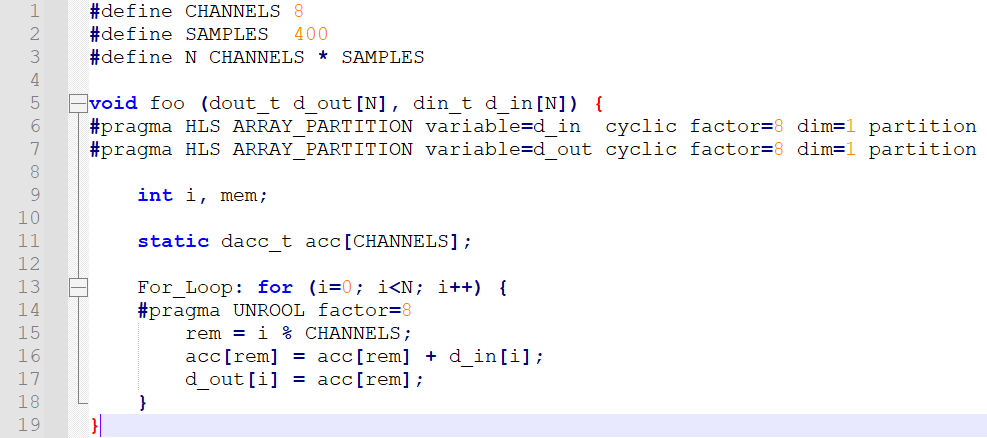 1 #define CHANNELS 8
2 #define SAMPLES  400
3 #define N CHANNELS * SAMPLES
4
5 void foo (dout_t d_out[N], din_t d_in[N]) {
6 #pragma HLS ARRAY_PARTITION variable=d_in  cyclic factor=8 dim=1 partition
7 #pragma HLS ARRAY_PARTITION variable=d_out cyclic factor=8 dim=1 partition
8
9     int i, mem;
10
11     static dacc_t acc[CHANNELS];
12
13     For_Loop: for (i=0; i<N; i++) {
14     #pragma UNROOL factor=8
15         rem = i % CHANNELS;
16         acc[rem] = acc[rem] + d_in[i];
17         d_out[i] = acc[rem];
18     }
19 }